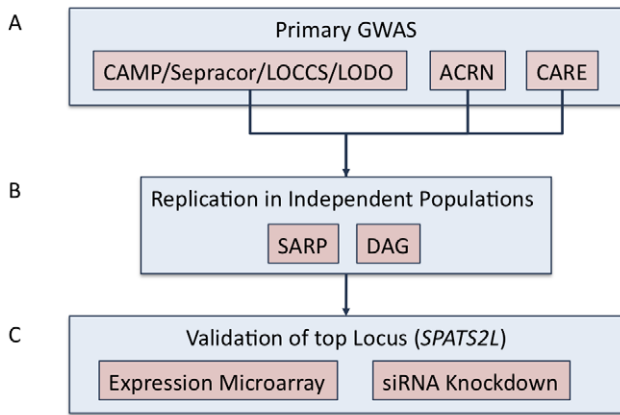 A
Primary GWAS
CAMP/Sepracor/LOCCS/LODO ACRN CARE
B
Replication in Independent Populations
SARP DAG
C
Validation of top Locus (SPATS2L)
Expression Microarray siRNA Knockdown